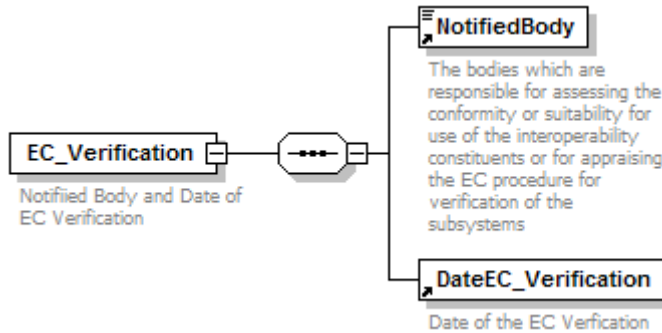 NotifiedBody
The bodies which are
responsible for assessing the
conformity or suitability for
use of the interoperability
constituents or for appraising
the EC procedure for
verification of the
subsystems
EC_Verification
Notifiied Body and Date of
EC Verification
DateEC_Verification
Date of the EC Verfication